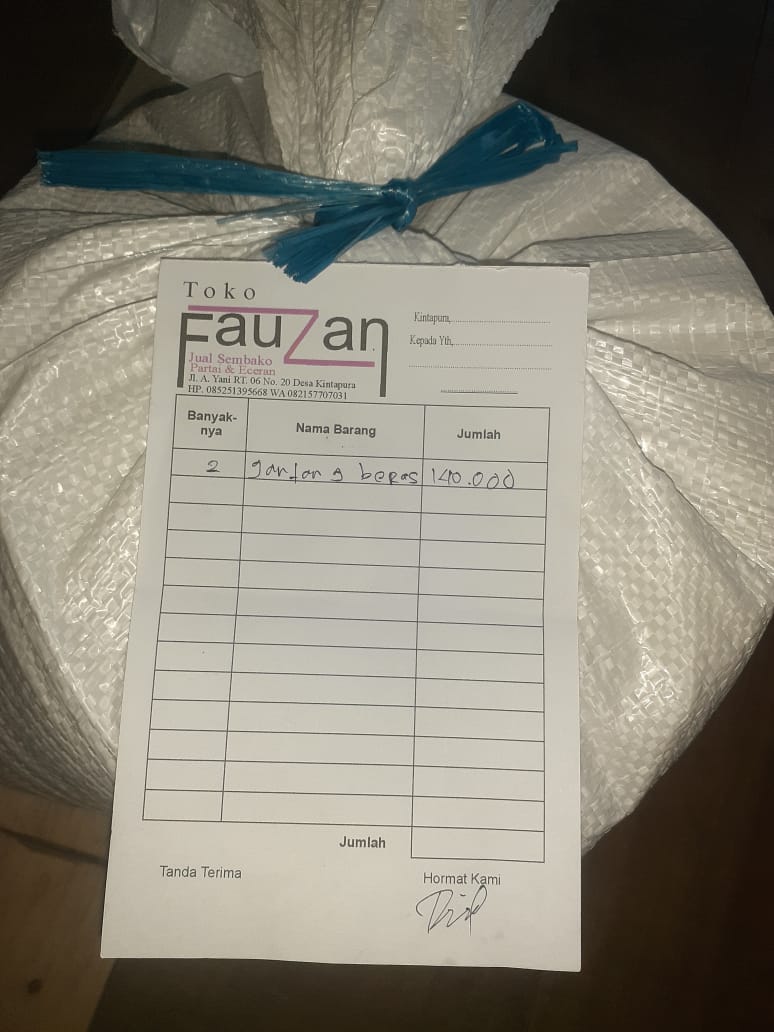 Toko
FauZan
Jual Sembako
Partai & Eceran
Jl. A. Yani RT. 06 No. 20 Desa Kintapura
HP. 085251395668 WA 082157707031
Kintapura,
Kepada Yth,
Banyak-
nya
Nama Barang
Jumlah
2 gantang beras 140.000
Jumlah
Tanda Terima
Hormat Kami